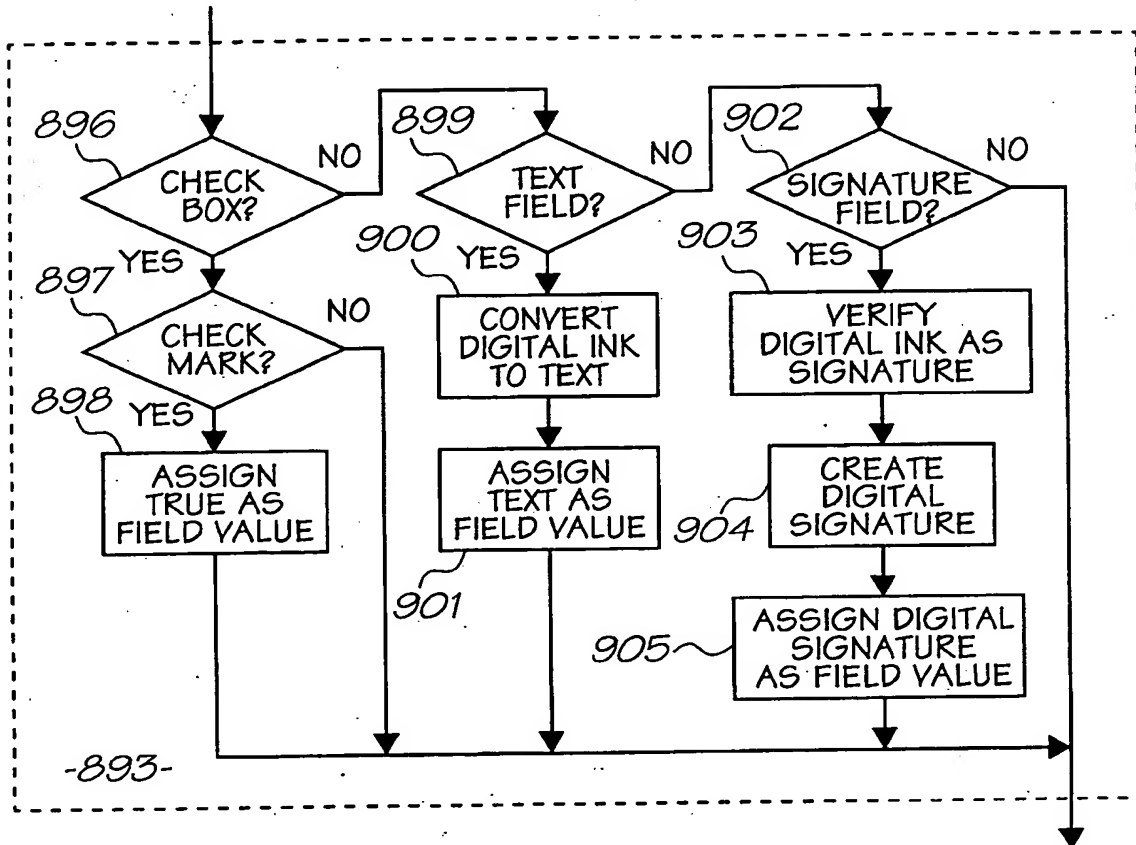 896
CHECK
BOX?
NO
YES
897
CHECK
MARK?
NO
YES
898
ASSIGN
TRUE AS
FIELD VALUE
899
TEXT
FIELD?
NO
YES
900
CONVERT
DIGITAL INK
TO TEXT
ASSIGN
TEXT AS
FIELD VALUE
901
902
SIGNATURE
FIELD?
NO
YES
903
VERIFY
DIGITAL INK AS
SIGNATURE
CREATE
DIGITAL
SIGNATURE
904
ASSIGN DIGITAL
SIGNATURE
AS FIELD VALUE
905
-893-